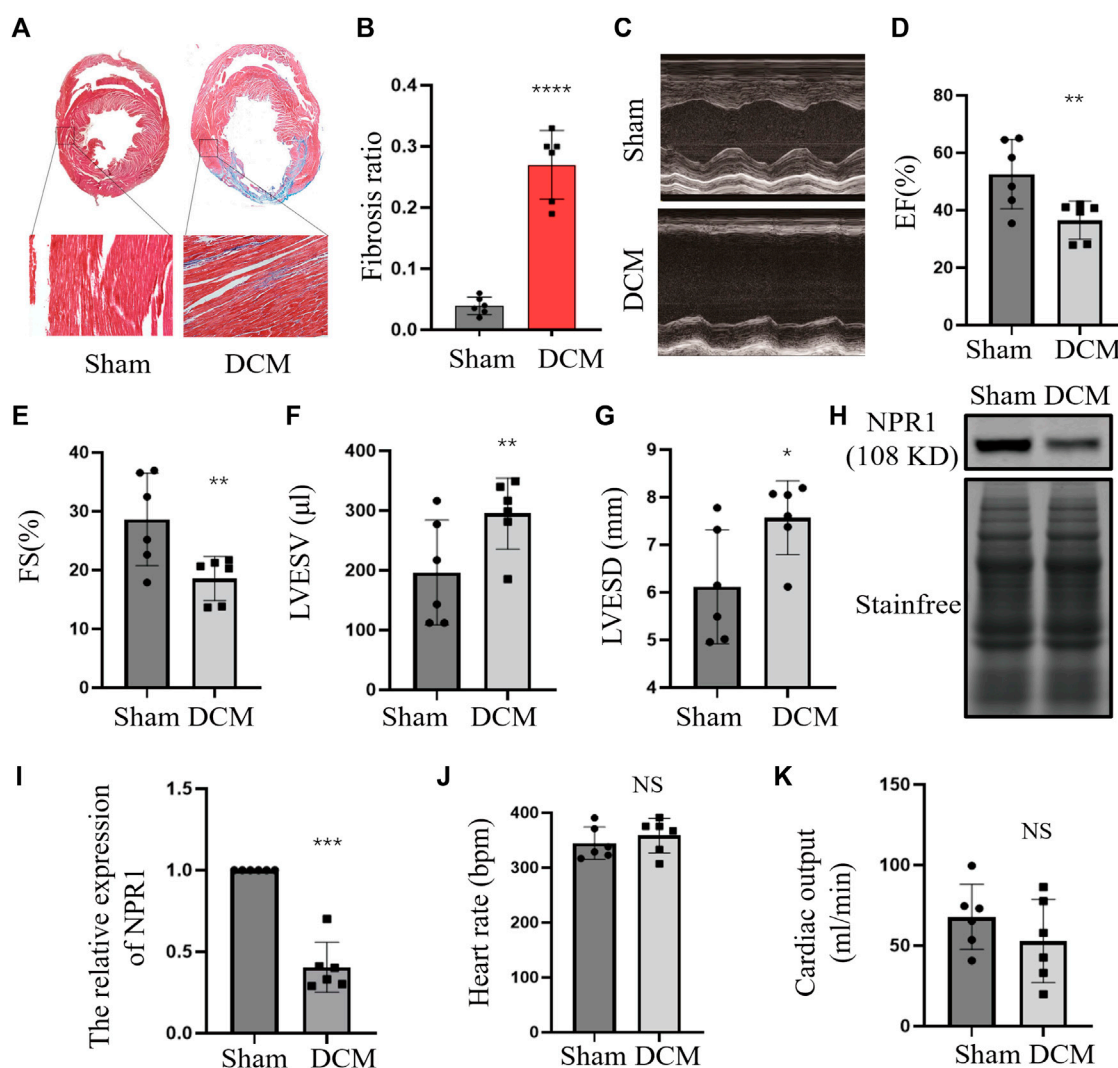 A
Sham
DCM
B
Fibrosis ratio
0.4
0.3
0.2
0.1
0.0
****
Sham
DCM
C
Sham
DCM
D
EF(%)
80
60
40
20
0
**
Sham
DCM
E
FS(%)
40
30
20
10
0
**
Sham DCM
F
LVESV (μl)
400
300
200
100
0
**
Sham
DCM
G
LVESD (mm)
9
8
7
6
5
4
*
Sham
DCM
H
Sham DCM
NPR1
(108 KD)
Stainfree
I
The relative expression
of NPR1
1.5
1.0
0.5
0.0
***
Sham
DCM
J
Heart rate (bpm)
400
300
200
100
0
NS
Sham DCM
K
Cardiac output
(ml/min)
150
100
50
0
NS
Sham DCM